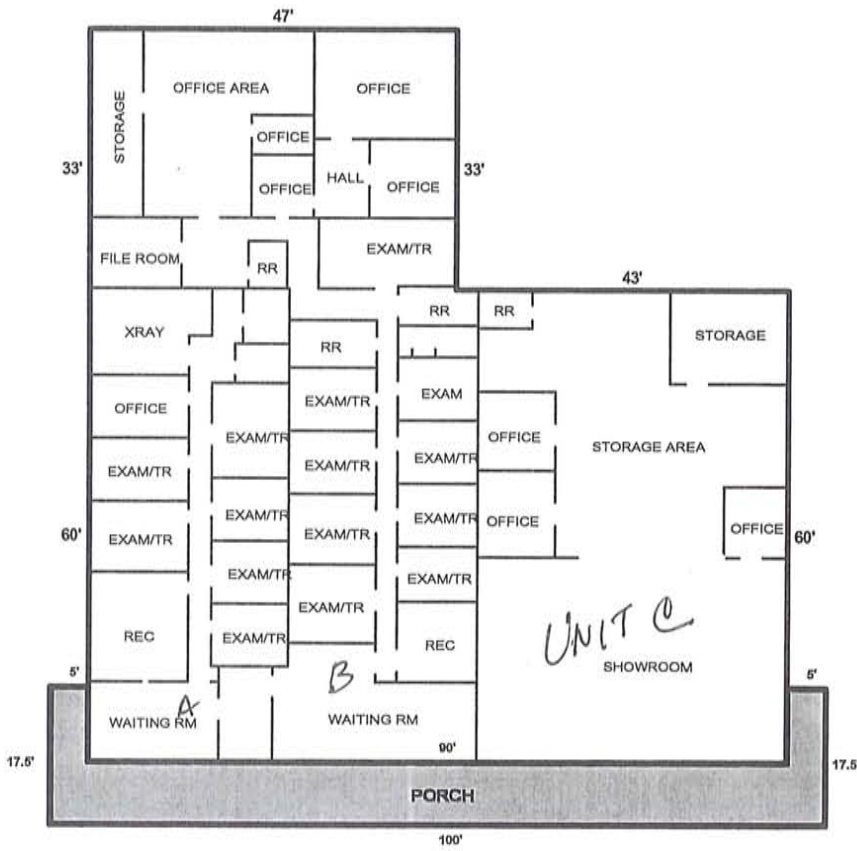 47'
OFFICE AREA
OFFICE
STORAGE
OFFICE
33'
33'
HALL
OFFICE
OFFICE
EXAM/TR
FILE ROOM
RR
43'
RR
RR
XRAY
RR
STORAGE
EXAM
EXAM/TR
OFFICE
EXAM/TR
OFFICE
STORAGE AREA
EXAM/TR
EXAM/TR
EXAM/TR
EXAM/TR
EXAM/TR
OFFICE
OFFICE
60'
EXAM/TR
EXAM/TR
60'
EXAM/TR
EXAM/TR
EXAM/TR
EXAM/TR
UNIT C
REC
EXAM/TR
REC
SHOWROOM
5'
5'
B
A
WAITING RM
WAITING RM
90'
17.5'
17.5
PORCH
100'